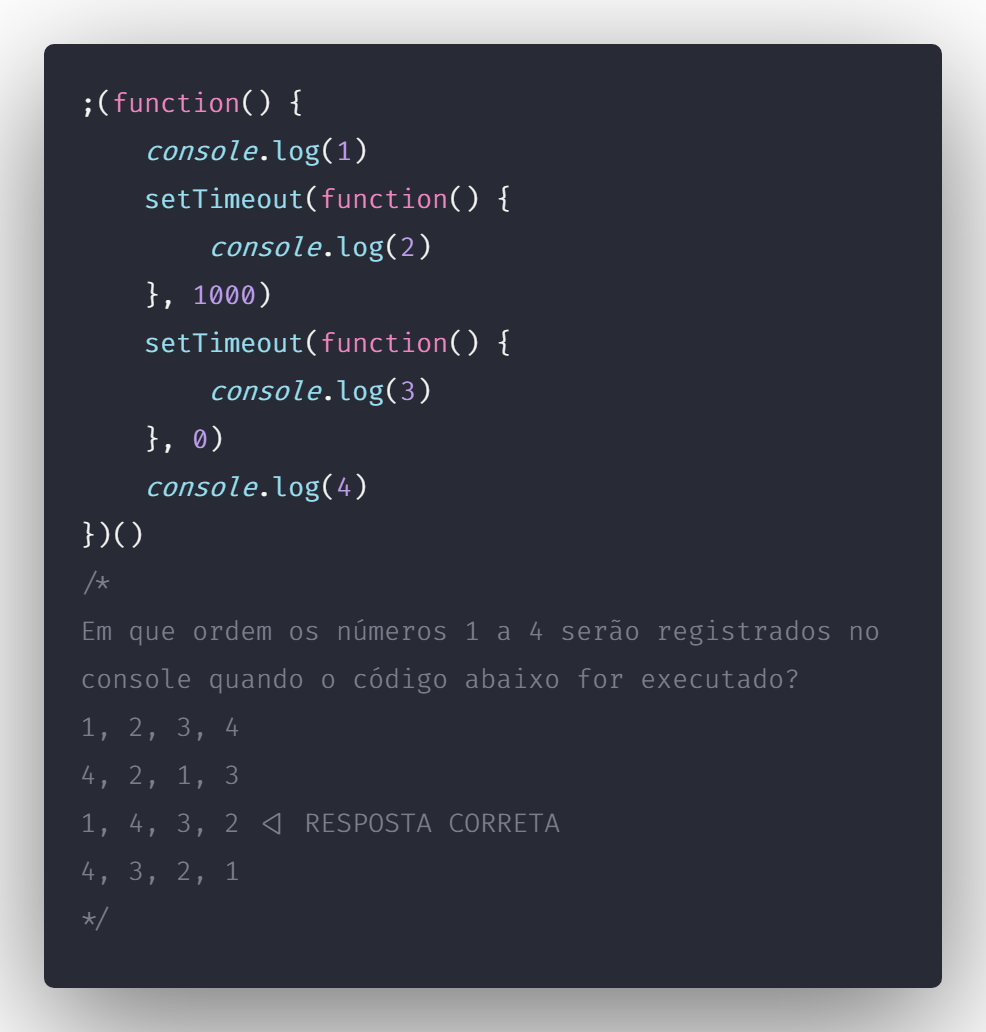 ;(function() {
    console.log(1)
    setTimeout(function() {
        console.log(2)
    }, 1000)
    setTimeout(function() {
        console.log(3)
    }, 0)
    console.log(4)
})()
/*
Em que ordem os números 1 a 4 serão registrados no
console quando o código abaixo for executado?
1, 2, 3, 4
4, 2, 1, 3
1, 4, 3, 2 <| RESPOSTA CORRETA
4, 3, 2, 1
*/